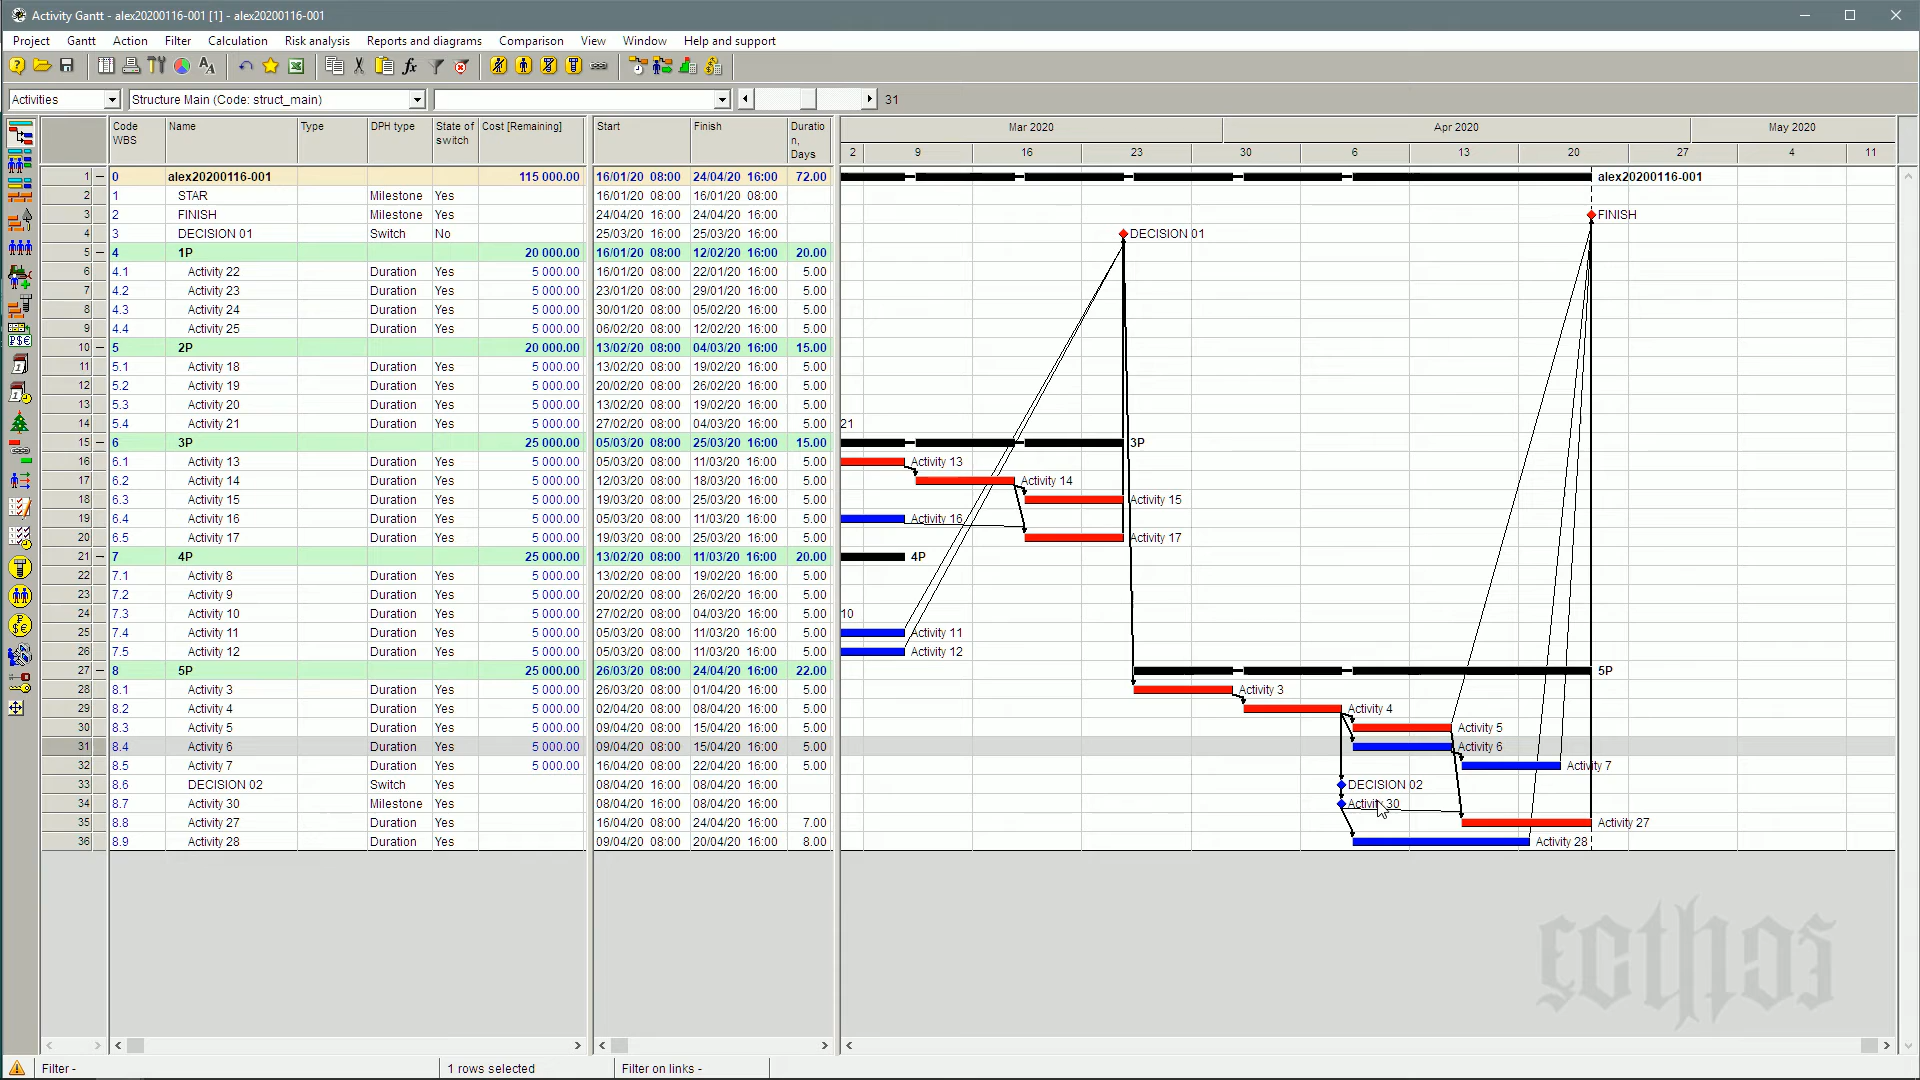 Activity Gantt - alex20200116-001 [1] - alex20200116-001
Project Gantt Action Filter Calculation Risk analysis Reports and diagrams Comparison View Window Help and support
Activities Structure Main (Code: struct_main) 31
Code WBS Name Type DPH type State of switch Cost [Remaining] Start Finish Duration, Days
Mar 2020 Apr 2020 May 2020
2 9 16 23 30 6 13 20 27 4 11
1 0 alex20200116-001 115 000.00 16/01/20 08:00 24/04/20 16:00 72.00 alex20200116-001
2 1 STAR Milestone Yes 16/01/20 08:00 16/01/20 08:00
3 2 FINISH Milestone Yes 24/04/20 16:00 24/04/20 16:00 FINISH
4 3 DECISION 01 Switch No 25/03/20 16:00 25/03/20 16:00 DECISION 01
5 4 1P 20 000.00 16/01/20 08:00 12/02/20 16:00 20.00
6 4.1 Activity 22 Duration Yes 5 000.00 16/01/20 08:00 22/01/20 16:00 5.00
7 4.2 Activity 23 Duration Yes 5 000.00 23/01/20 08:00 29/01/20 16:00 5.00
8 4.3 Activity 24 Duration Yes 5 000.00 30/01/20 08:00 05/02/20 16:00 5.00
9 4.4 Activity 25 Duration Yes 5 000.00 06/02/20 08:00 12/02/20 16:00 5.00
10 5 2P 20 000.00 13/02/20 08:00 04/03/20 16:00 15.00
11 5.1 Activity 18 Duration Yes 5 000.00 13/02/20 08:00 19/02/20 16:00 5.00
12 5.2 Activity 19 Duration Yes 5 000.00 20/02/20 08:00 26/02/20 16:00 5.00
13 5.3 Activity 20 Duration Yes 5 000.00 13/02/20 08:00 19/02/20 16:00 5.00
14 5.4 Activity 21 Duration Yes 5 000.00 27/02/20 08:00 04/03/20 16:00 5.00 21
15 6 3P 25 000.00 05/03/20 08:00 25/03/20 16:00 15.00 3P
16 6.1 Activity 13 Duration Yes 5 000.00 05/03/20 08:00 11/03/20 16:00 5.00 Activity 13
17 6.2 Activity 14 Duration Yes 5 000.00 12/03/20 08:00 18/03/20 16:00 5.00 Activity 14
18 6.3 Activity 15 Duration Yes 5 000.00 19/03/20 08:00 25/03/20 16:00 5.00 Activity 15
19 6.4 Activity 16 Duration Yes 5 000.00 05/03/20 08:00 11/03/20 16:00 5.00 Activity 16
20 6.5 Activity 17 Duration Yes 5 000.00 19/03/20 08:00 25/03/20 16:00 5.00 Activity 17
21 7 4P 25 000.00 13/02/20 08:00 11/03/20 16:00 20.00 4P
22 7.1 Activity 8 Duration Yes 5 000.00 13/02/20 08:00 19/02/20 16:00 5.00
23 7.2 Activity 9 Duration Yes 5 000.00 20/02/20 08:00 26/02/20 16:00 5.00
24 7.3 Activity 10 Duration Yes 5 000.00 27/02/20 08:00 04/03/20 16:00 5.00 10
25 7.4 Activity 11 Duration Yes 5 000.00 05/03/20 08:00 11/03/20 16:00 5.00 Activity 11
26 7.5 Activity 12 Duration Yes 5 000.00 05/03/20 08:00 11/03/20 16:00 5.00 Activity 12
27 8 5P 25 000.00 26/03/20 08:00 24/04/20 16:00 22.00 5P
28 8.1 Activity 3 Duration Yes 5 000.00 26/03/20 08:00 01/04/20 16:00 5.00 Activity 3
29 8.2 Activity 4 Duration Yes 5 000.00 02/04/20 08:00 08/04/20 16:00 5.00 Activity 4
30 8.3 Activity 5 Duration Yes 5 000.00 09/04/20 08:00 15/04/20 16:00 5.00 Activity 5
31 8.4 Activity 6 Duration Yes 5 000.00 09/04/20 08:00 15/04/20 16:00 5.00 Activity 6
32 8.5 Activity 7 Duration Yes 5 000.00 16/04/20 08:00 22/04/20 16:00 5.00 Activity 7
33 8.6 DECISION 02 Switch Yes 08/04/20 16:00 08/04/20 16:00 DECISION 02
34 8.7 Activity 30 Milestone Yes 08/04/20 16:00 08/04/20 16:00 Activity 30
35 8.8 Activity 27 Duration Yes 16/04/20 08:00 24/04/20 16:00 7.00 Activity 27
36 8.9 Activity 28 Duration Yes 09/04/20 08:00 20/04/20 16:00 8.00 Activity 28
Filter - 1 rows selected Filter on links -